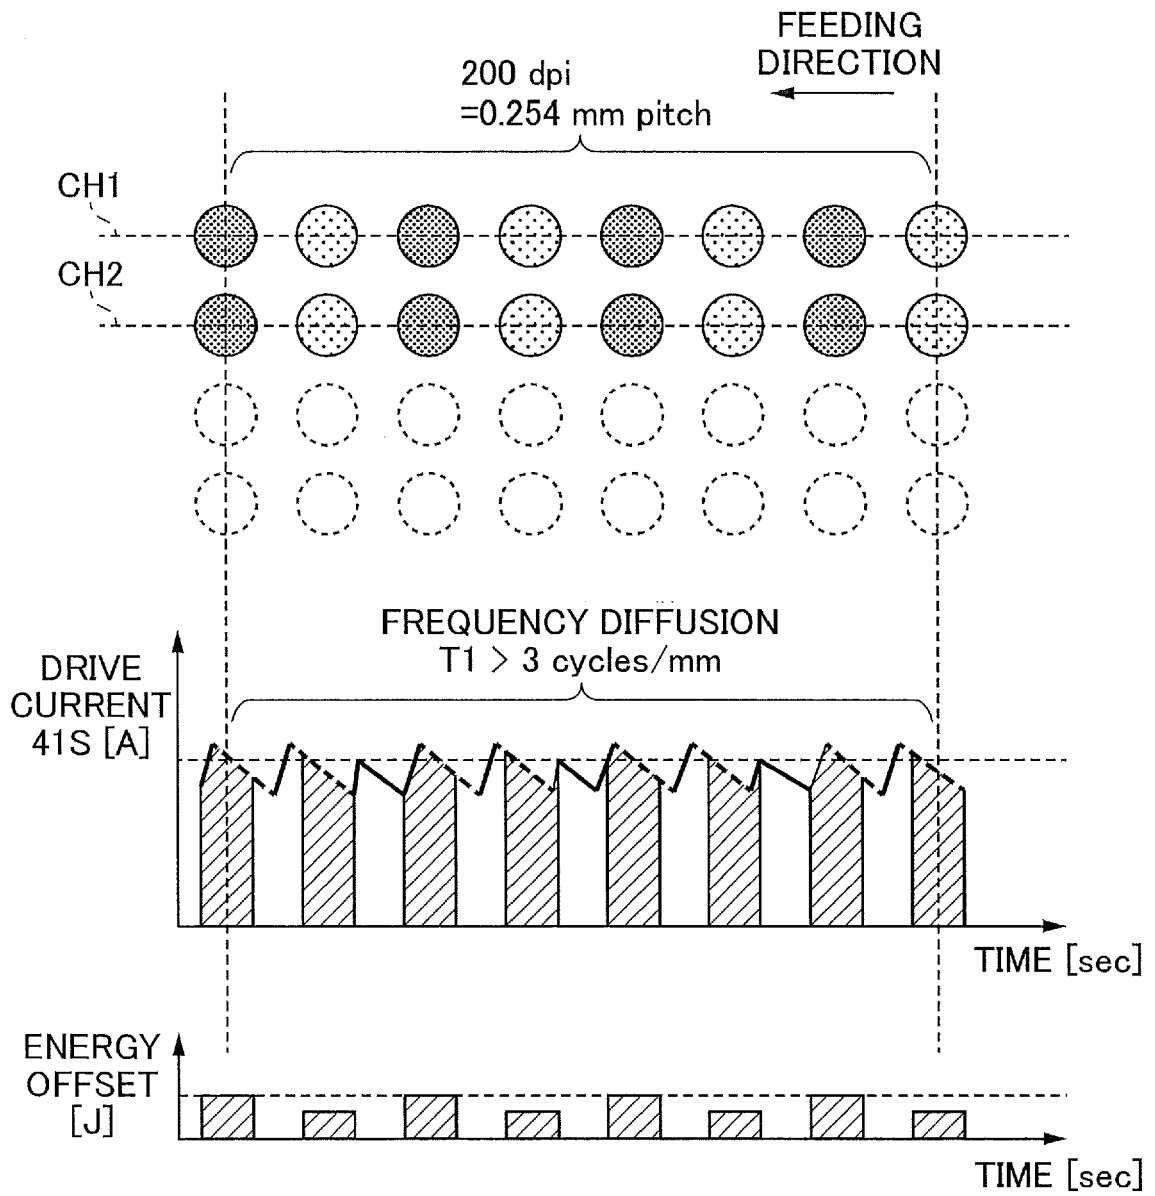 FEEDING
DIRECTION
200 dpi
=0.254 mm pitch
CH1
CH2
FREQUENCY DIFFUSION
T1 > 3 cycles/mm
DRIVE
CURRENT
41S [A]
TIME [sec]
ENERGY
OFFSET
[J]
TIME [sec]